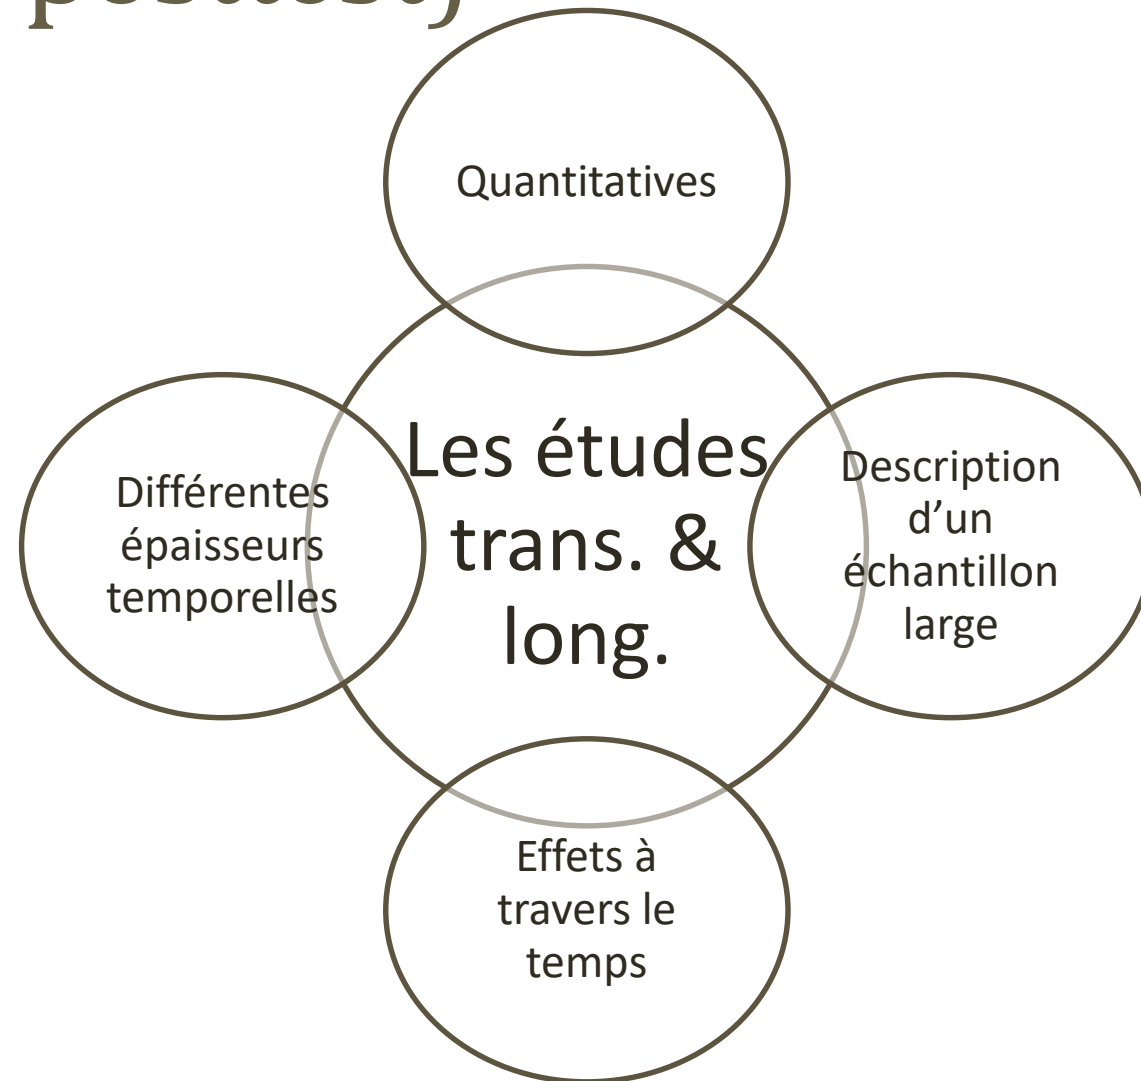 Quantitatives
Différentes
épaisseurs
temporelles
Les études
trans. &
long.
Description
d’un
échantillon
large
Effets à
travers le
temps